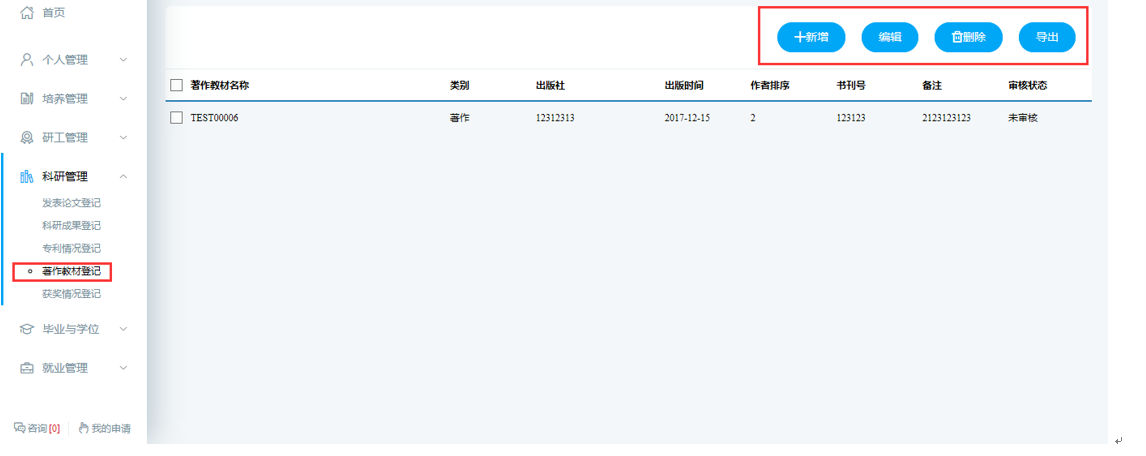 首页
个人管理
培养管理
研工管理
科研管理
发表论文登记
科研成果登记
专利情况登记
著作教材登记
获奖情况登记
毕业与学位
就业管理
咨询[0] 我的申请
新增 编辑 删除 导出
著作教材名称 类别 出版社 出版时间 作者排序 书刊号 备注 审核状态
TEST00006 著作 12312313 2017-12-15 2 123123 2123123123 未审核